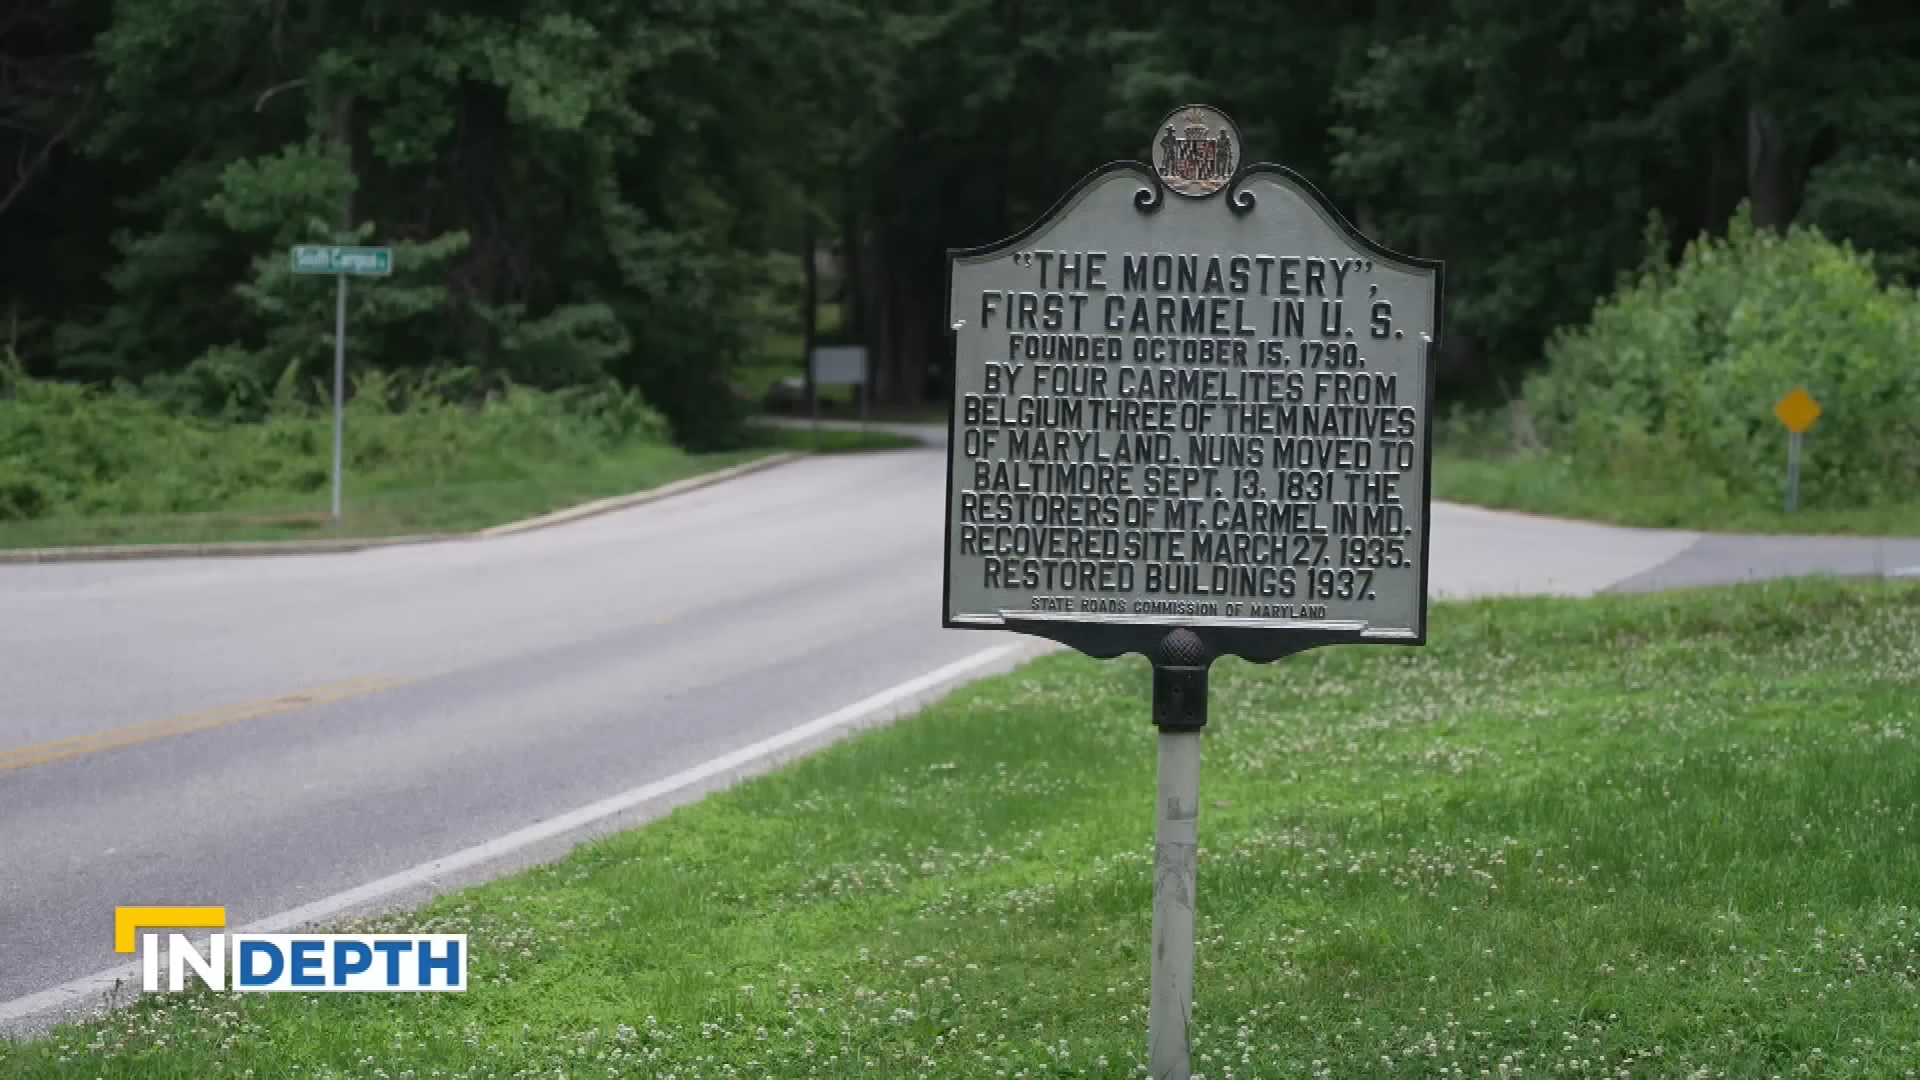 South Campus
"THE MONASTERY",
FIRST CARMEL IN U. S.
FOUNDED OCTOBER 15, 1790,
BY FOUR CARMELITES FROM
BELGIUM THREE OF THEM NATIVES
OF MARYLAND. NUNS MOVED TO
BALTIMORE SEPT. 13, 1831 THE
RESTORERS OF MT. CARMEL IN MD.
RECOVERED SITE MARCH 27, 1935.
RESTORED BUILDINGS 1937.
STATE ROADS COMMISSION OF MARYLAND
INDEPTH